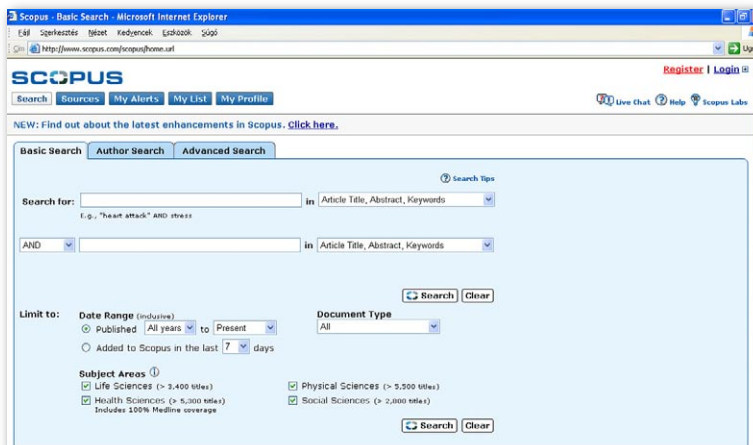 Scopus - Basic Search - Microsoft Internet Explorer
Fájl Szerkesztés Nézet Kedvencek Eszközök Súgó
Cím http://www.scopus.com/scopus/home.url Ug
SCOPUS
Register | Login
Search Sources My Alerts My List My Profile
Live Chat Help Scopus Labs
NEW: Find out about the latest enhancements in Scopus. Click here.
Basic Search Author Search Advanced Search
Search Tips
Search for: in Article Title, Abstract, Keywords
E.g., "heart attack" AND stress
AND in Article Title, Abstract, Keywords
Search Clear
Limit to: Date Range (inclusive) Document Type
Published All years to Present All
Added to Scopus in the last 7 days
Subject Areas
Life Sciences (> 3,400 titles) Physical Sciences (> 5,500 titles)
Health Sciences (> 5,300 titles) Social Sciences (> 2,800 titles)
Includes 100% Medline coverage
Search Clear